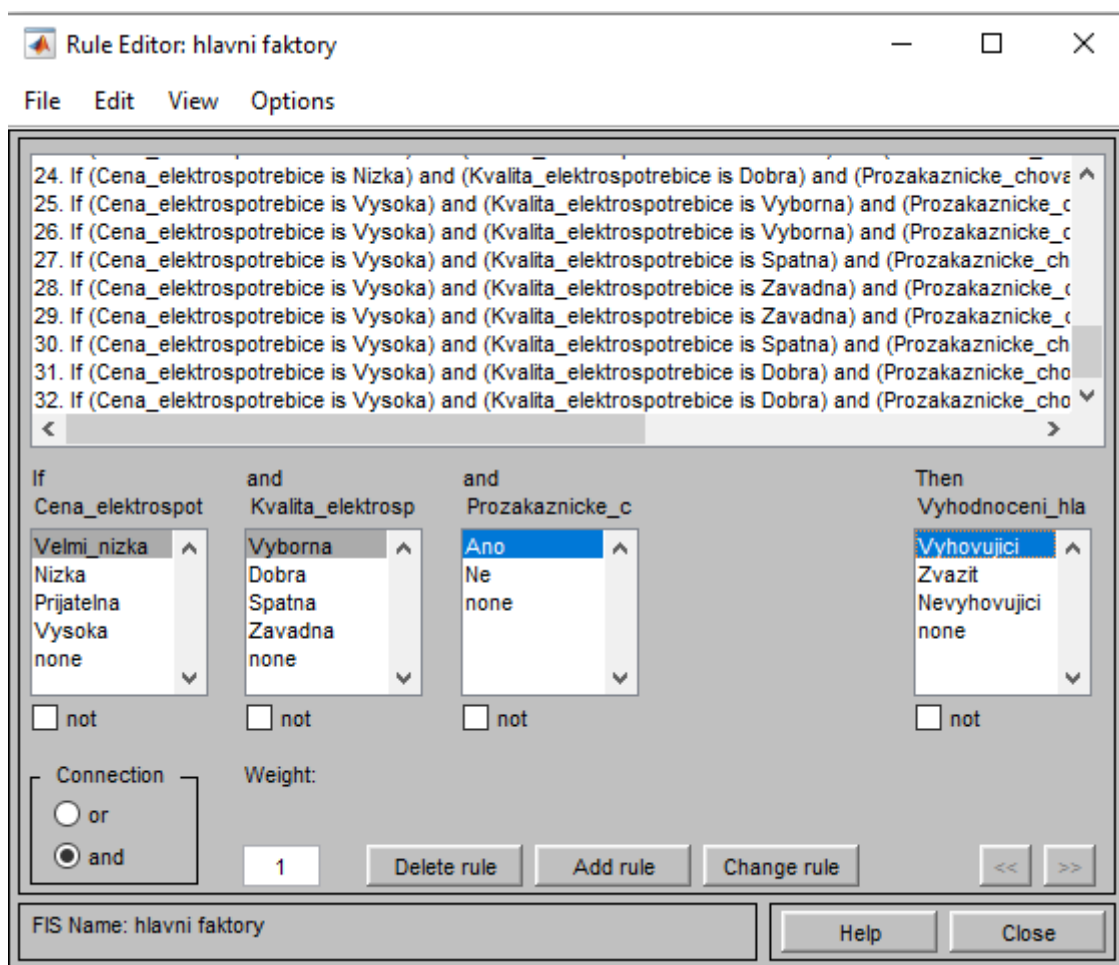 Rule Editor: hlavni faktory
File Edit View Options
24. If (Cena_elektrospotrebice is Nizka) and (Kvalita_elektrospotrebice is Dobra) and (Prozakaznicke_chova
25. If (Cena_elektrospotrebice is Vysoka) and (Kvalita_elektrospotrebice is Vyborna) and (Prozakaznicke_c
26. If (Cena_elektrospotrebice is Vysoka) and (Kvalita_elektrospotrebice is Vyborna) and (Prozakaznicke_c
27. If (Cena_elektrospotrebice is Vysoka) and (Kvalita_elektrospotrebice is Spatna) and (Prozakaznicke_ch
28. If (Cena_elektrospotrebice is Vysoka) and (Kvalita_elektrospotrebice is Zavadna) and (Prozakaznicke_c
29. If (Cena_elektrospotrebice is Vysoka) and (Kvalita_elektrospotrebice is Zavadna) and (Prozakaznicke_c
30. If (Cena_elektrospotrebice is Vysoka) and (Kvalita_elektrospotrebice is Spatna) and (Prozakaznicke_ch
31. If (Cena_elektrospotrebice is Vysoka) and (Kvalita_elektrospotrebice is Dobra) and (Prozakaznicke_cho
32. If (Cena_elektrospotrebice is Vysoka) and (Kvalita_elektrospotrebice is Dobra) and (Prozakaznicke_cho
If and and Then
Cena_elektrospot Kvalita_elektrosp Prozakaznicke_c Vyhodnoceni_hla
Velmi_nizka Vyborna Ano Vyhovujici
Nizka Dobra Ne Zvazit
Prijatelna Spatna none Nevyhovujici
Vysoka Zavadna none
none none
not not not not
Connection Weight:
or
and 1 Delete rule Add rule Change rule << >>
FIS Name: hlavni faktory Help Close